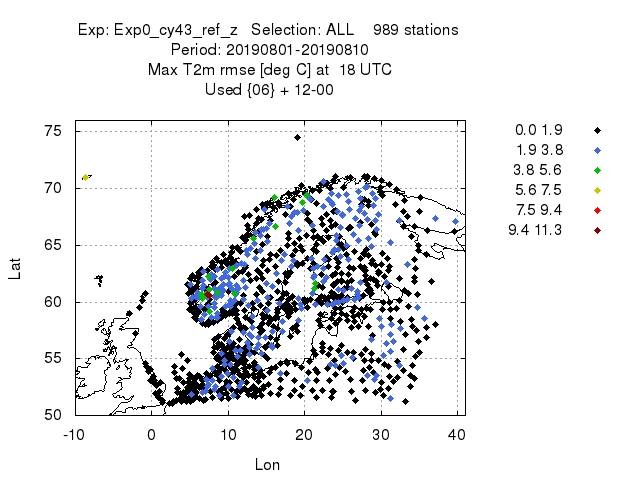 Exp: Exp0_cy43_ref_z   Selection: ALL    989 stations
Period: 20190801-20190810
Max T2m rmse [deg C] at  18 UTC
Used {06} + 12-00
0.0 1.9
1.9 3.8
3.8 5.6
5.6 7.5
7.5 9.4
9.4 11.3
75
70
65
60
55
50
Lat
-10 0 10 20 30 40
Lon